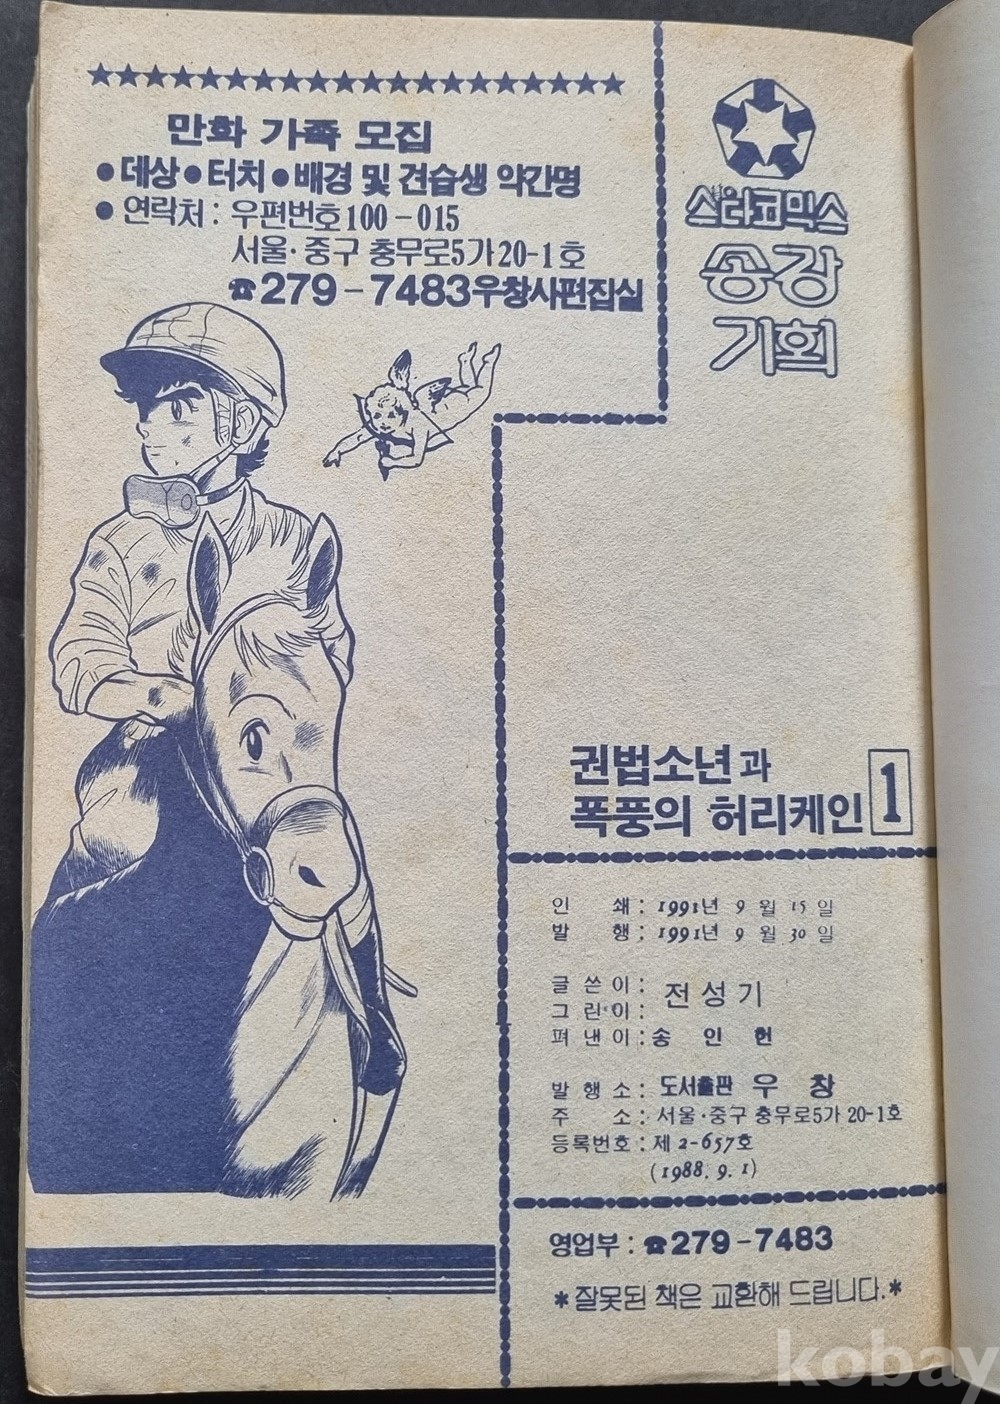 만화 가족 모집
●데상●터치●배경 및 견습생 약간명
●연락처: 우편번호100-015
서울·중구 충무로5가20-1호
☎279-7483우창사편집실
스타코믹스
송강
기획
권법소년과
폭풍의 허리케인 1
인 쇄: 1991년 9월 15일
발 행: 1991년 9월 30일
글 쓴 이:
그 린 이: 전성기
펴 낸 이: 송 인 헌
발 행 소: 도서출판 우 창
주 소: 서울·중구 충무로5가 20-1호
등록번호: 제2-657호
(1988.9.1)
영업부: ☎279-7483
*잘못된 책은 교환해 드립니다.*
kobay